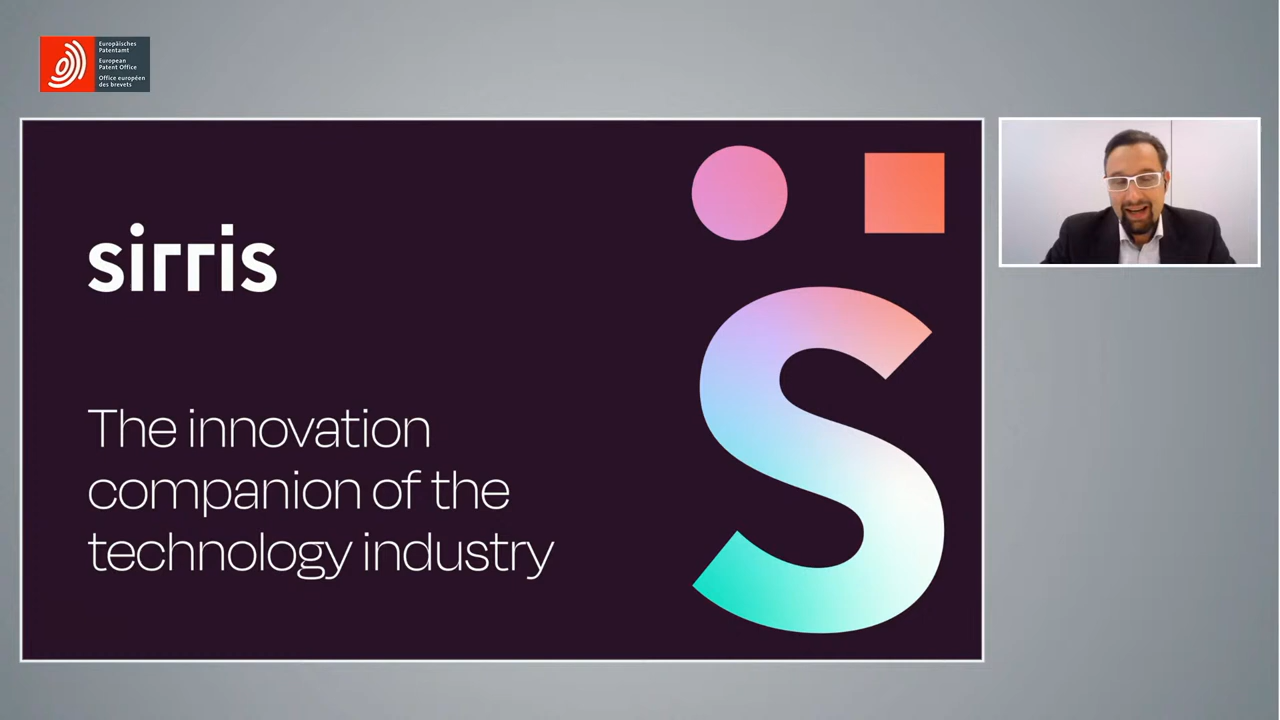 Europäisches
Patentamt
European
Patent Office
Office européen
des brevets
sirris
The innovation
companion of the
technology industry